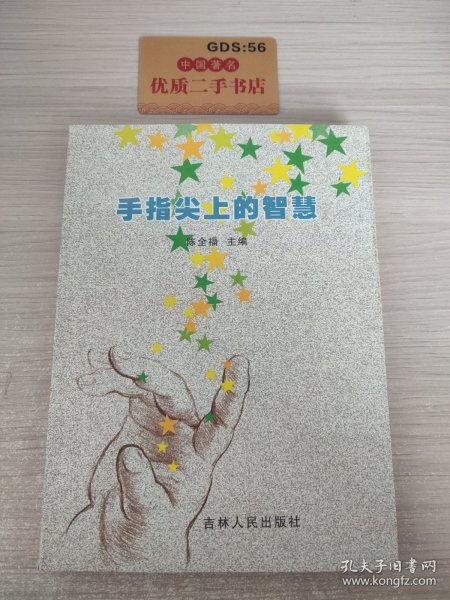 GDS:56
中国著名
优质二手书店
手指尖上的智慧
陈全福 主编
吉林人民出版社
孔夫子旧书网
www.kongfz.com